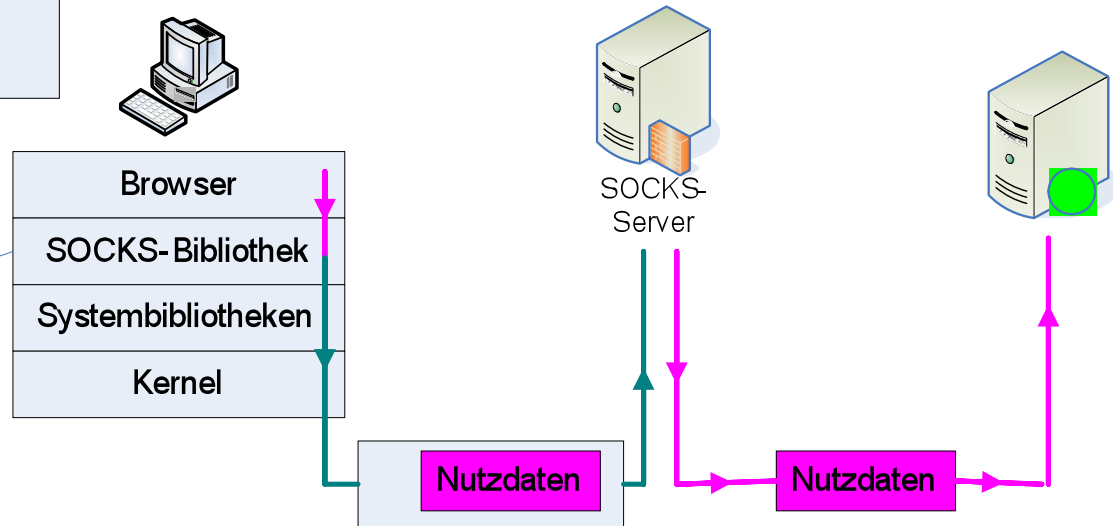 Browser
SOCKS-Bibliothek
Systembibliotheken
Kernel
SOCKS-
Server
Nutzdaten
Nutzdaten